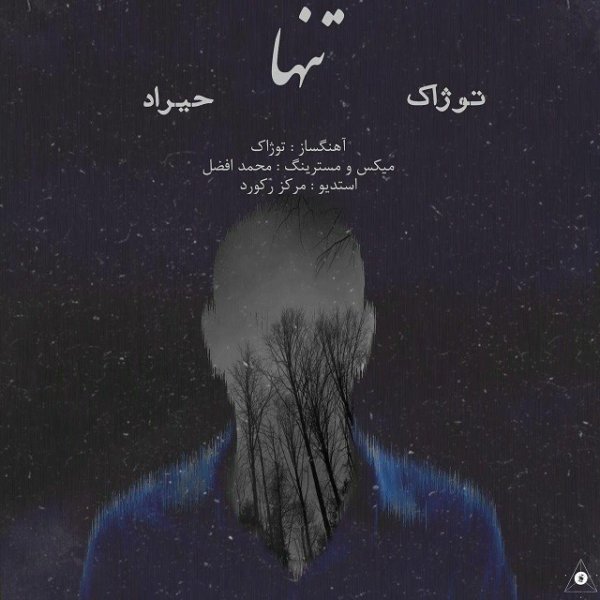 تنها
توژاک
حیراد
آهنگساز : توژاک
میکس و مسترینگ : محمد افضل
استدیو : مرکز رکورد